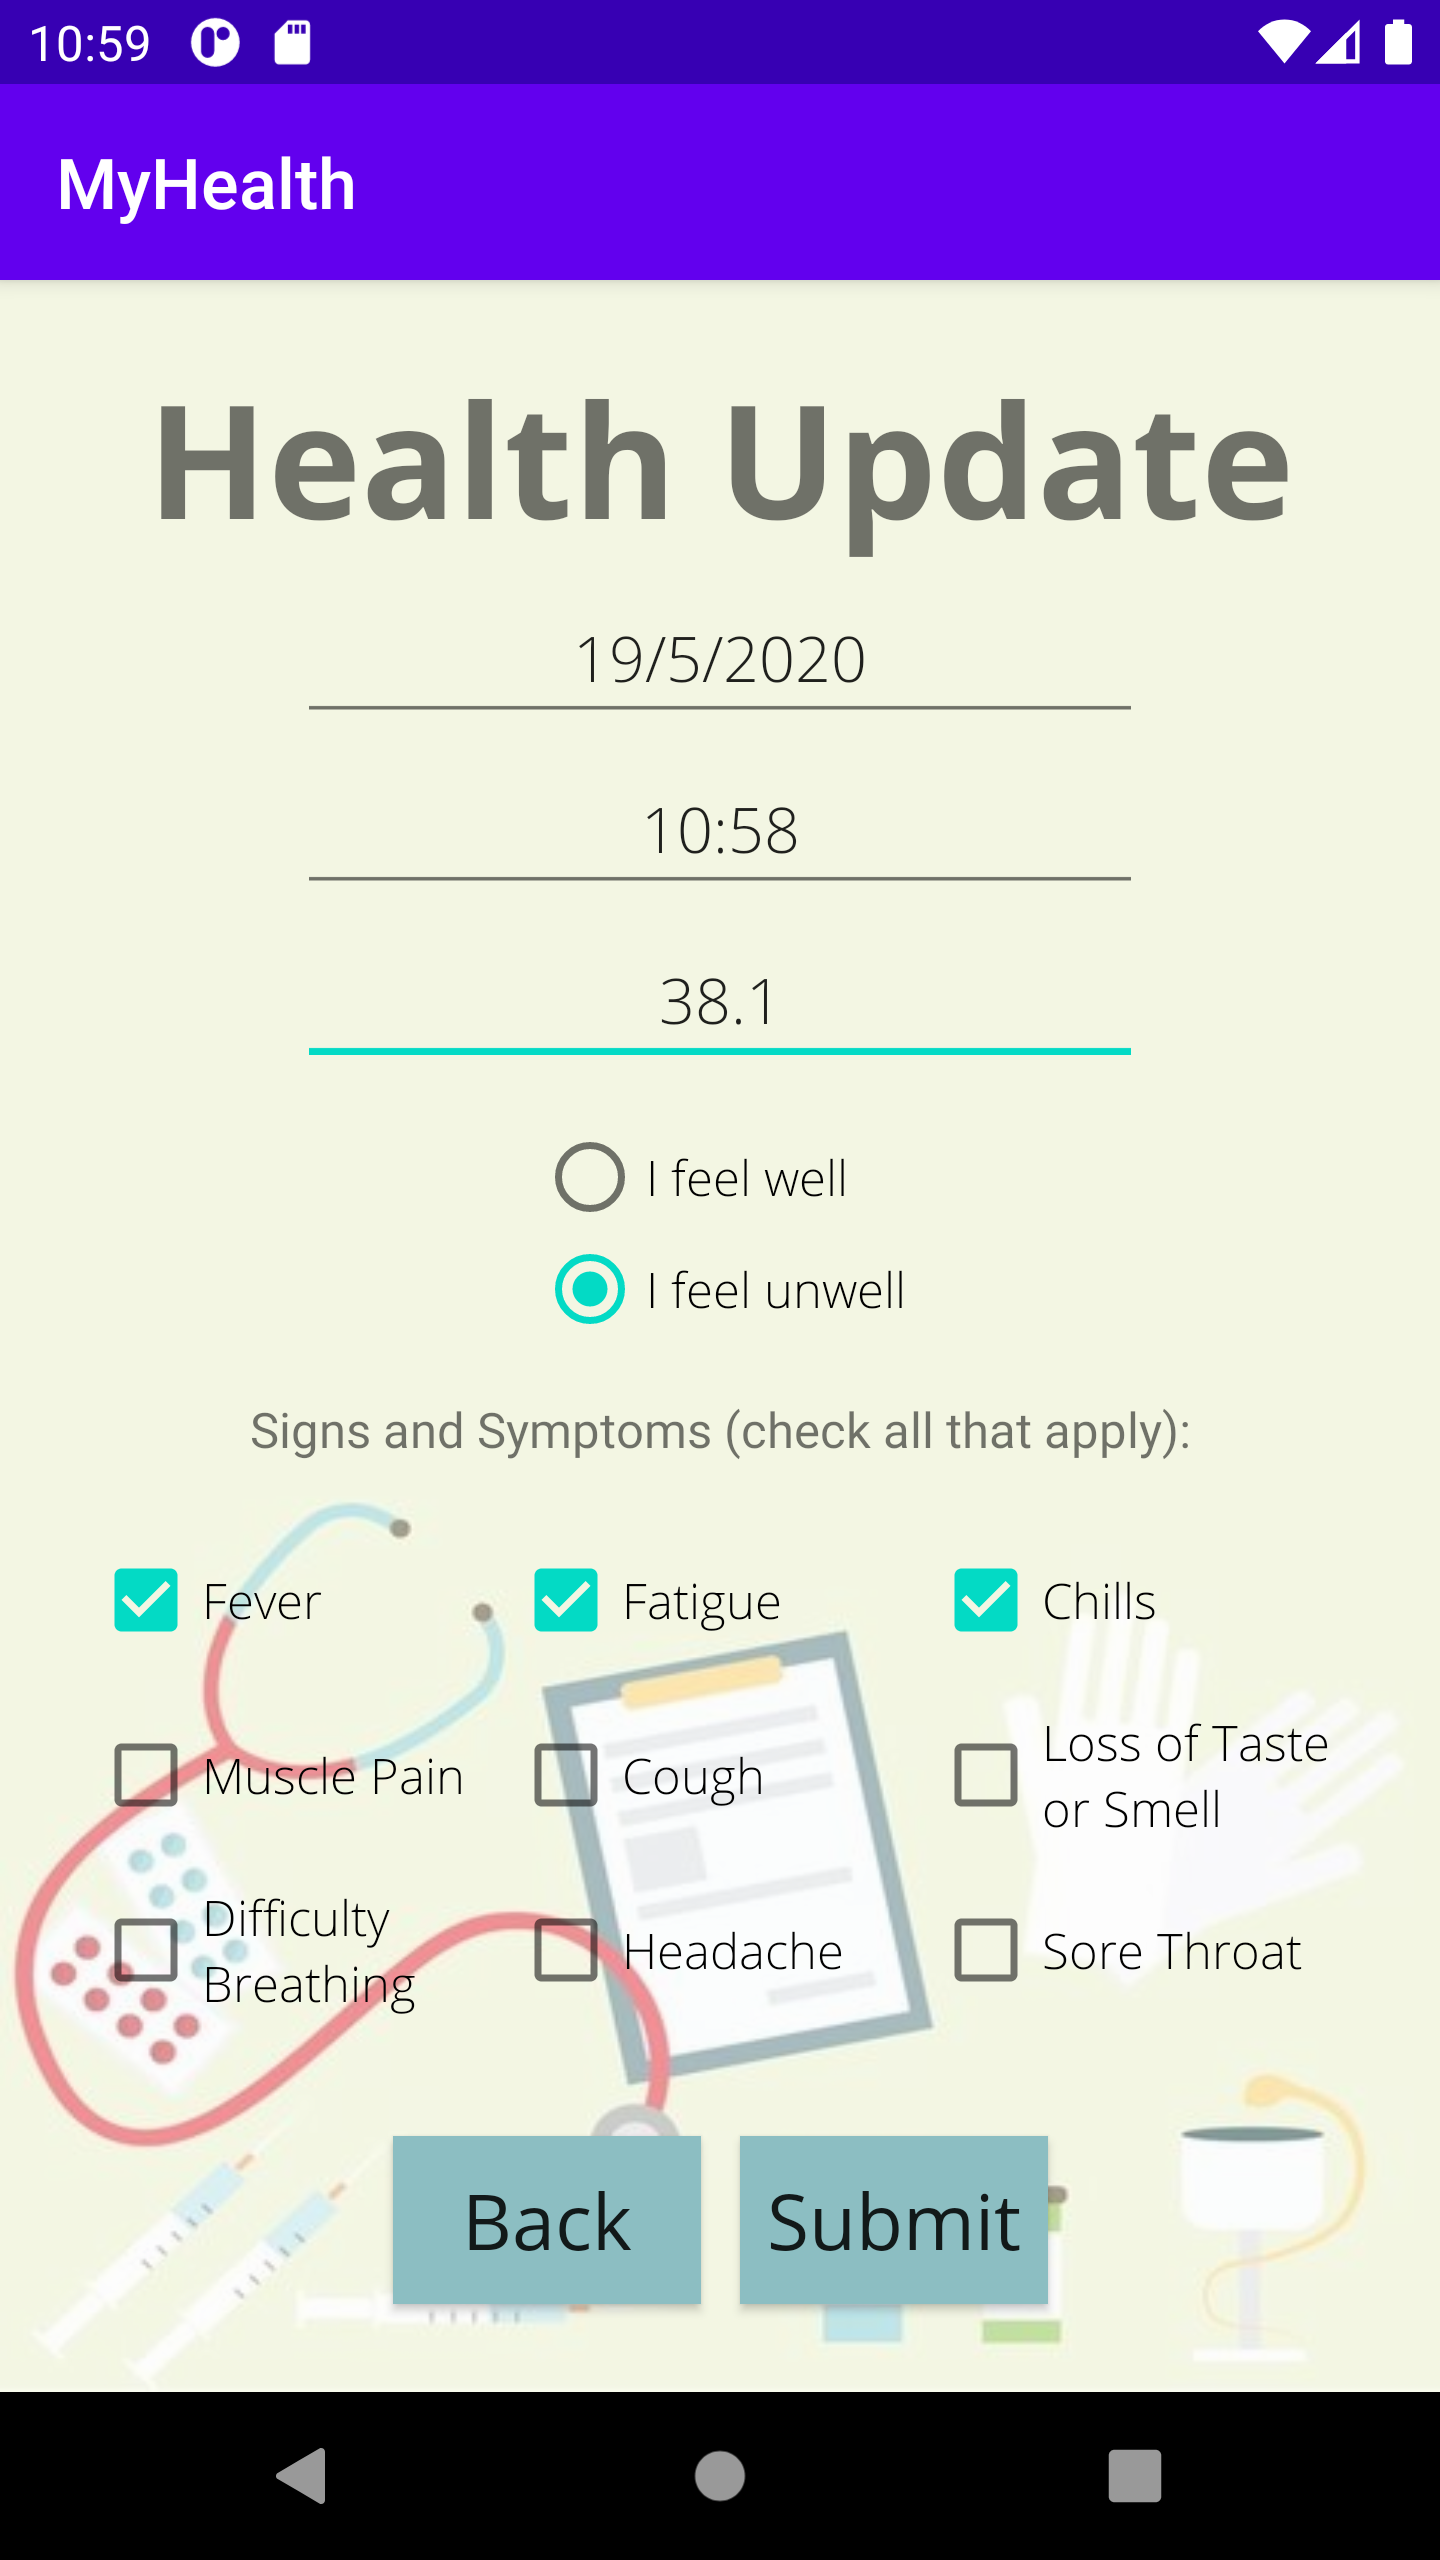 10:59
MyHealth
Health Update
19/5/2020
10:58
38.1
I feel well
I feel unwell
Signs and Symptoms (check all that apply):
Fever
Fatigue
Chills
Muscle Pain
Cough
Loss of Taste
or Smell
Difficulty
Breathing
Headache
Sore Throat
Back
Submit